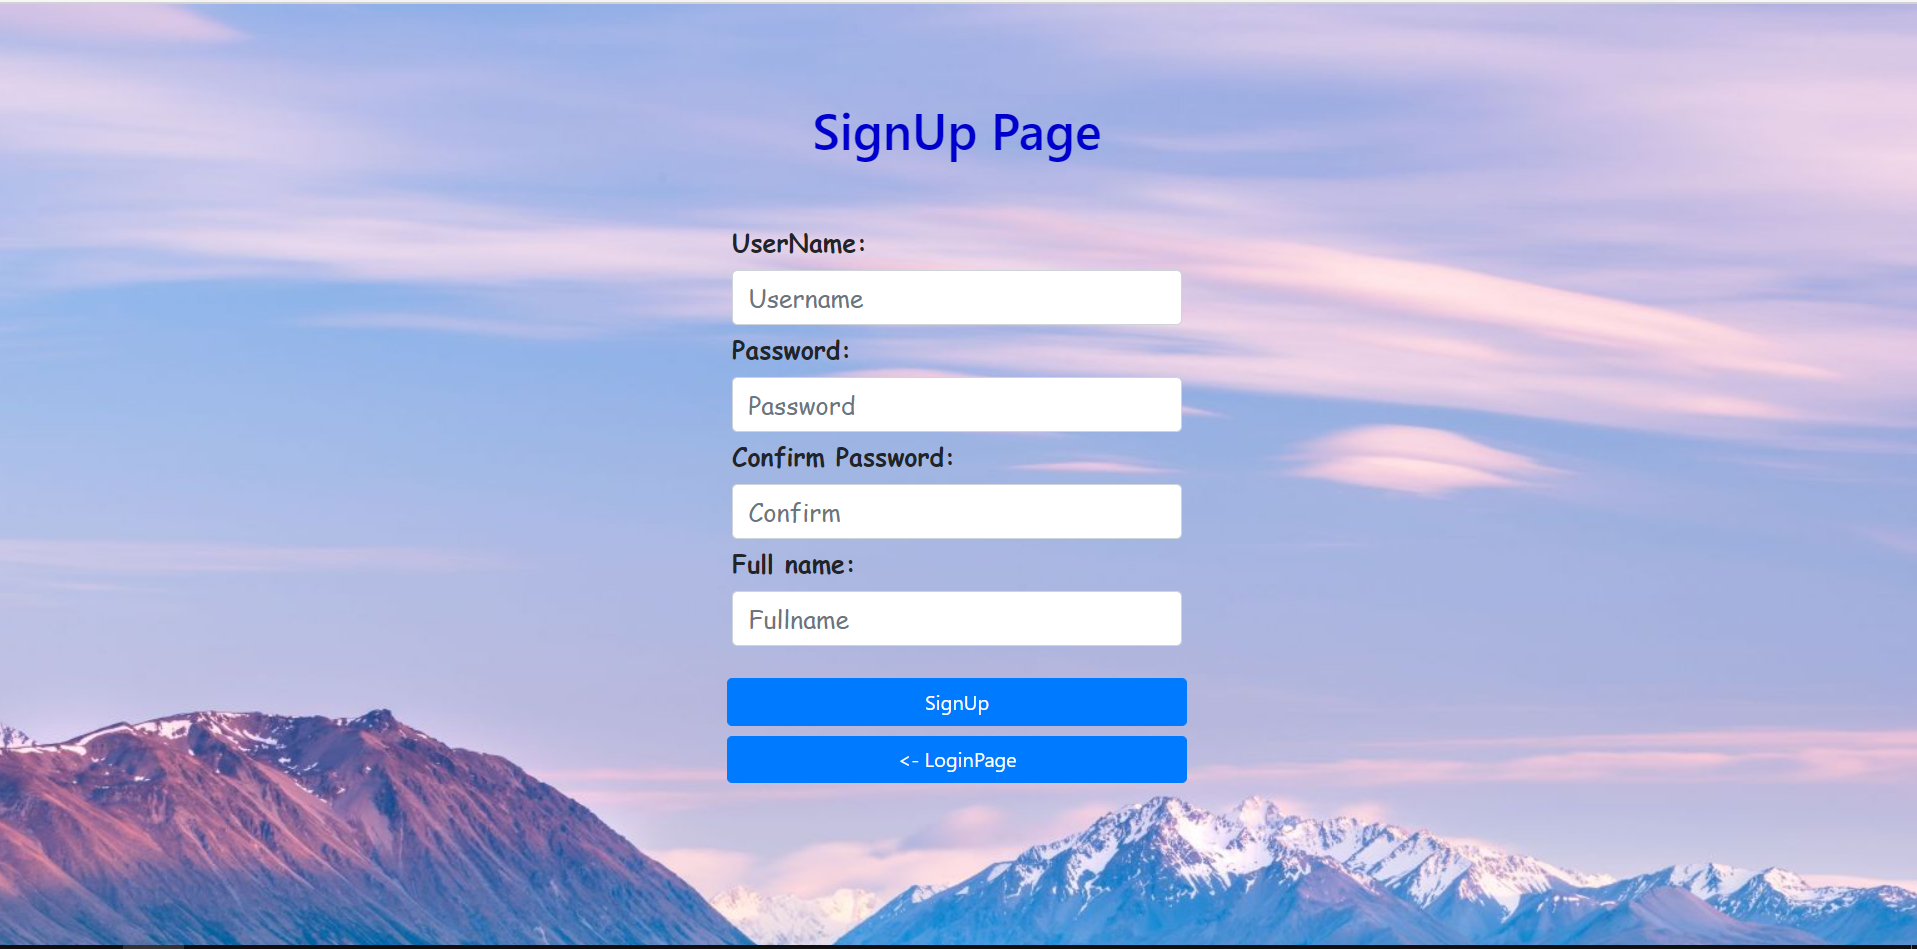 SignUp Page
UserName:
Username
Password:
Password
Confirm Password:
Confirm
Full name:
Fullname
SignUp
<- LoginPage